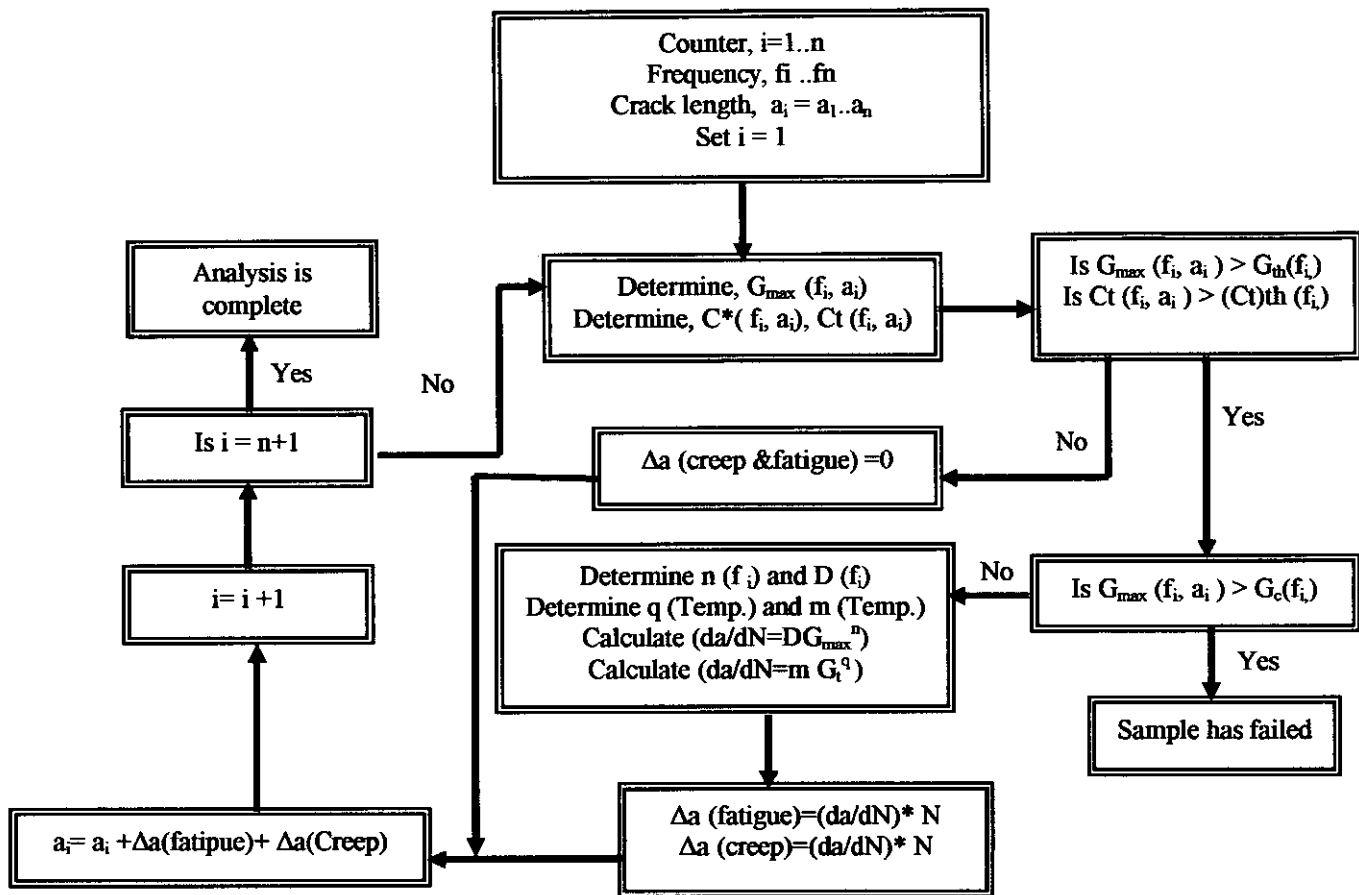 Counter, i=1..n
Frequency, fi ..fn
Crack length, aᵢ = a₁..aₙ
Set i = 1
Analysis is
complete
Determine, Gₘₐₓ (fᵢ, aᵢ)
Determine, C*( fᵢ, aᵢ), Ct (fᵢ, aᵢ)
Is Gₘₐₓ (fᵢ, aᵢ ) > Gₜₕ(fᵢ,)
Is Ct (fᵢ, aᵢ ) > (Ct)th (fᵢ,)
Yes
No
Is i = n+1
Yes
No
Δa (creep &fatigue) =0
i= i +1
Determine n (f ᵢ) and D (fᵢ)
Determine q (Temp.) and m (Temp.)
Calculate (da/dN=DGₘₐₓⁿ)
Calculate (da/dN=m Gₜ^q)
No
Is Gₘₐₓ (fᵢ, aᵢ ) > G_c(fᵢ,)
Yes
Sample has failed
aᵢ= aᵢ +Δa(fatipue)+ Δa(Creep)
Δa (fatigue)=(da/dN)* N
Δa (creep)=(da/dN)* N